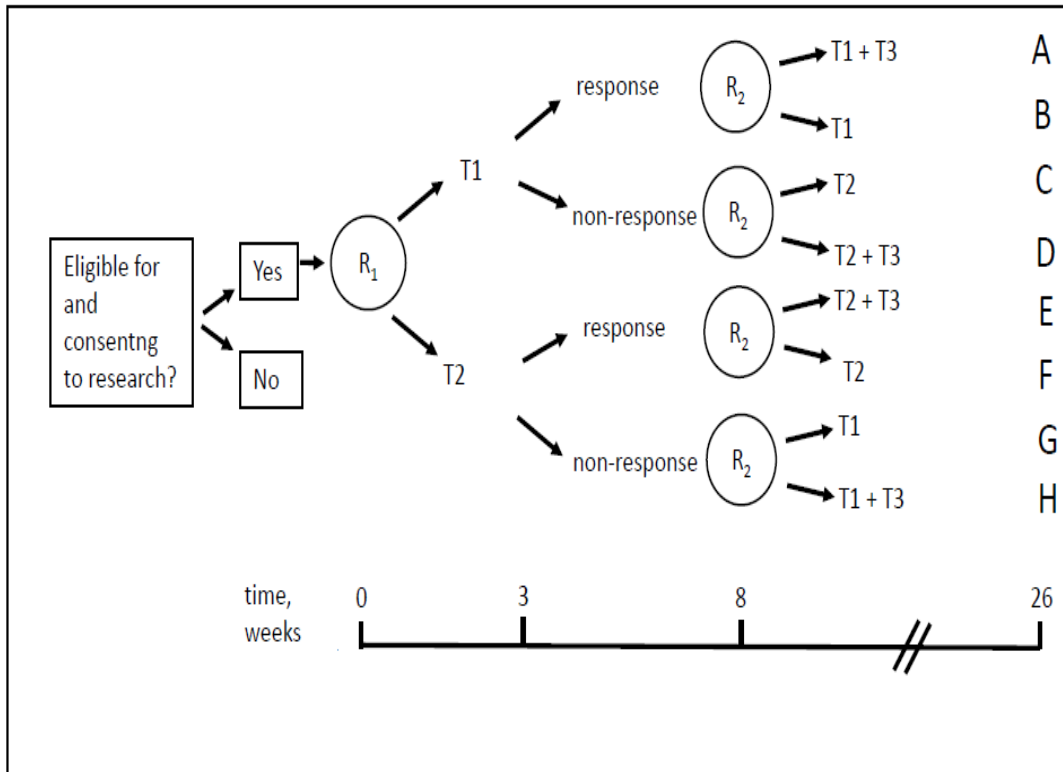 T1 + T3
A
response
R2
B
T1
T1
T2
C
non-response
R2
Eligible for
and
consentng
to research?
Yes
R1
T2 + T3
D
T2 + T3
E
response
R2
No
T2
T2
F
T1
G
non-response
R2
T1 + T3
H
time,
weeks
0
3
8
26